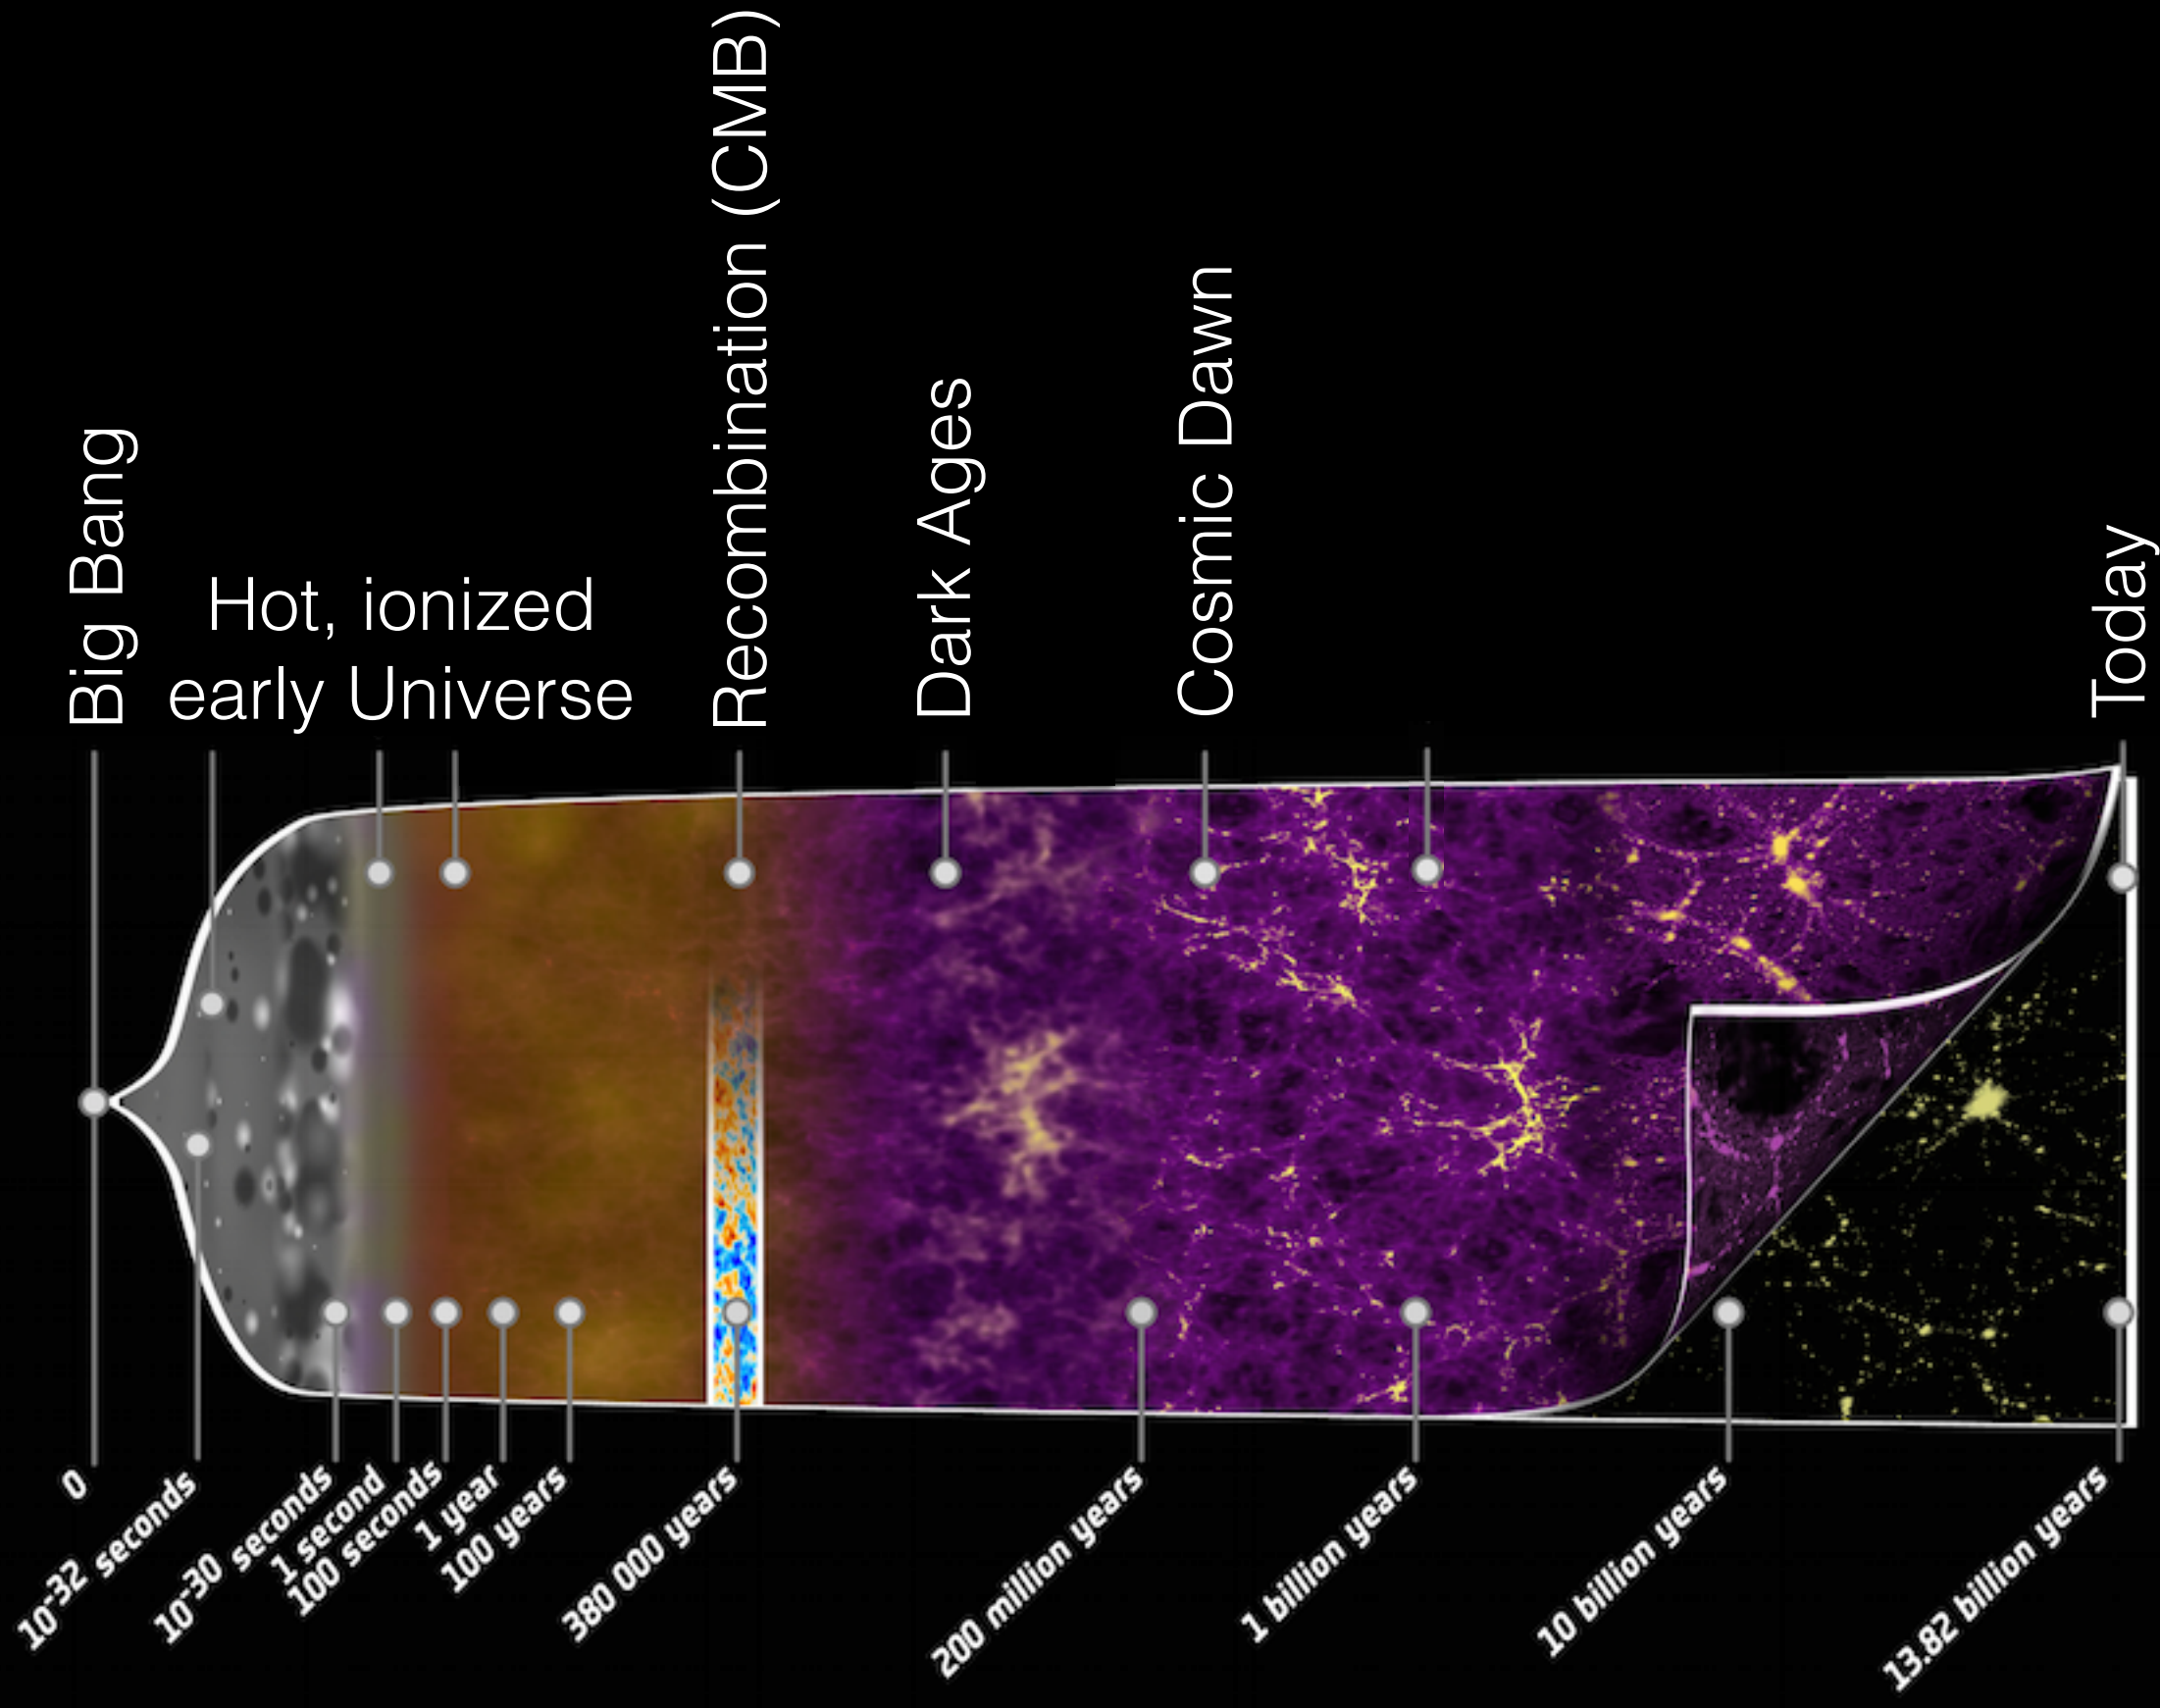 Big Bang
Hot, ionized
early Universe
Recombination (CMB)
Dark Ages
Cosmic Dawn
Today
0
10-32 seconds
10-30 seconds
1 second
100 seconds
1 year
100 years
380 000 years
200 million years
1 billion years
10 billion years
13.82 billion years